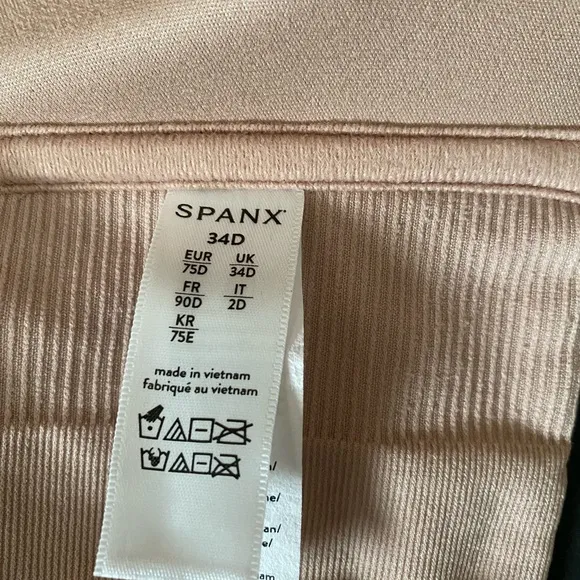 SPANX
34D
EUR UK
75D 34D
FR IT
90D 2D
KR
75E
made in vietnam
fabriqué au vietnam